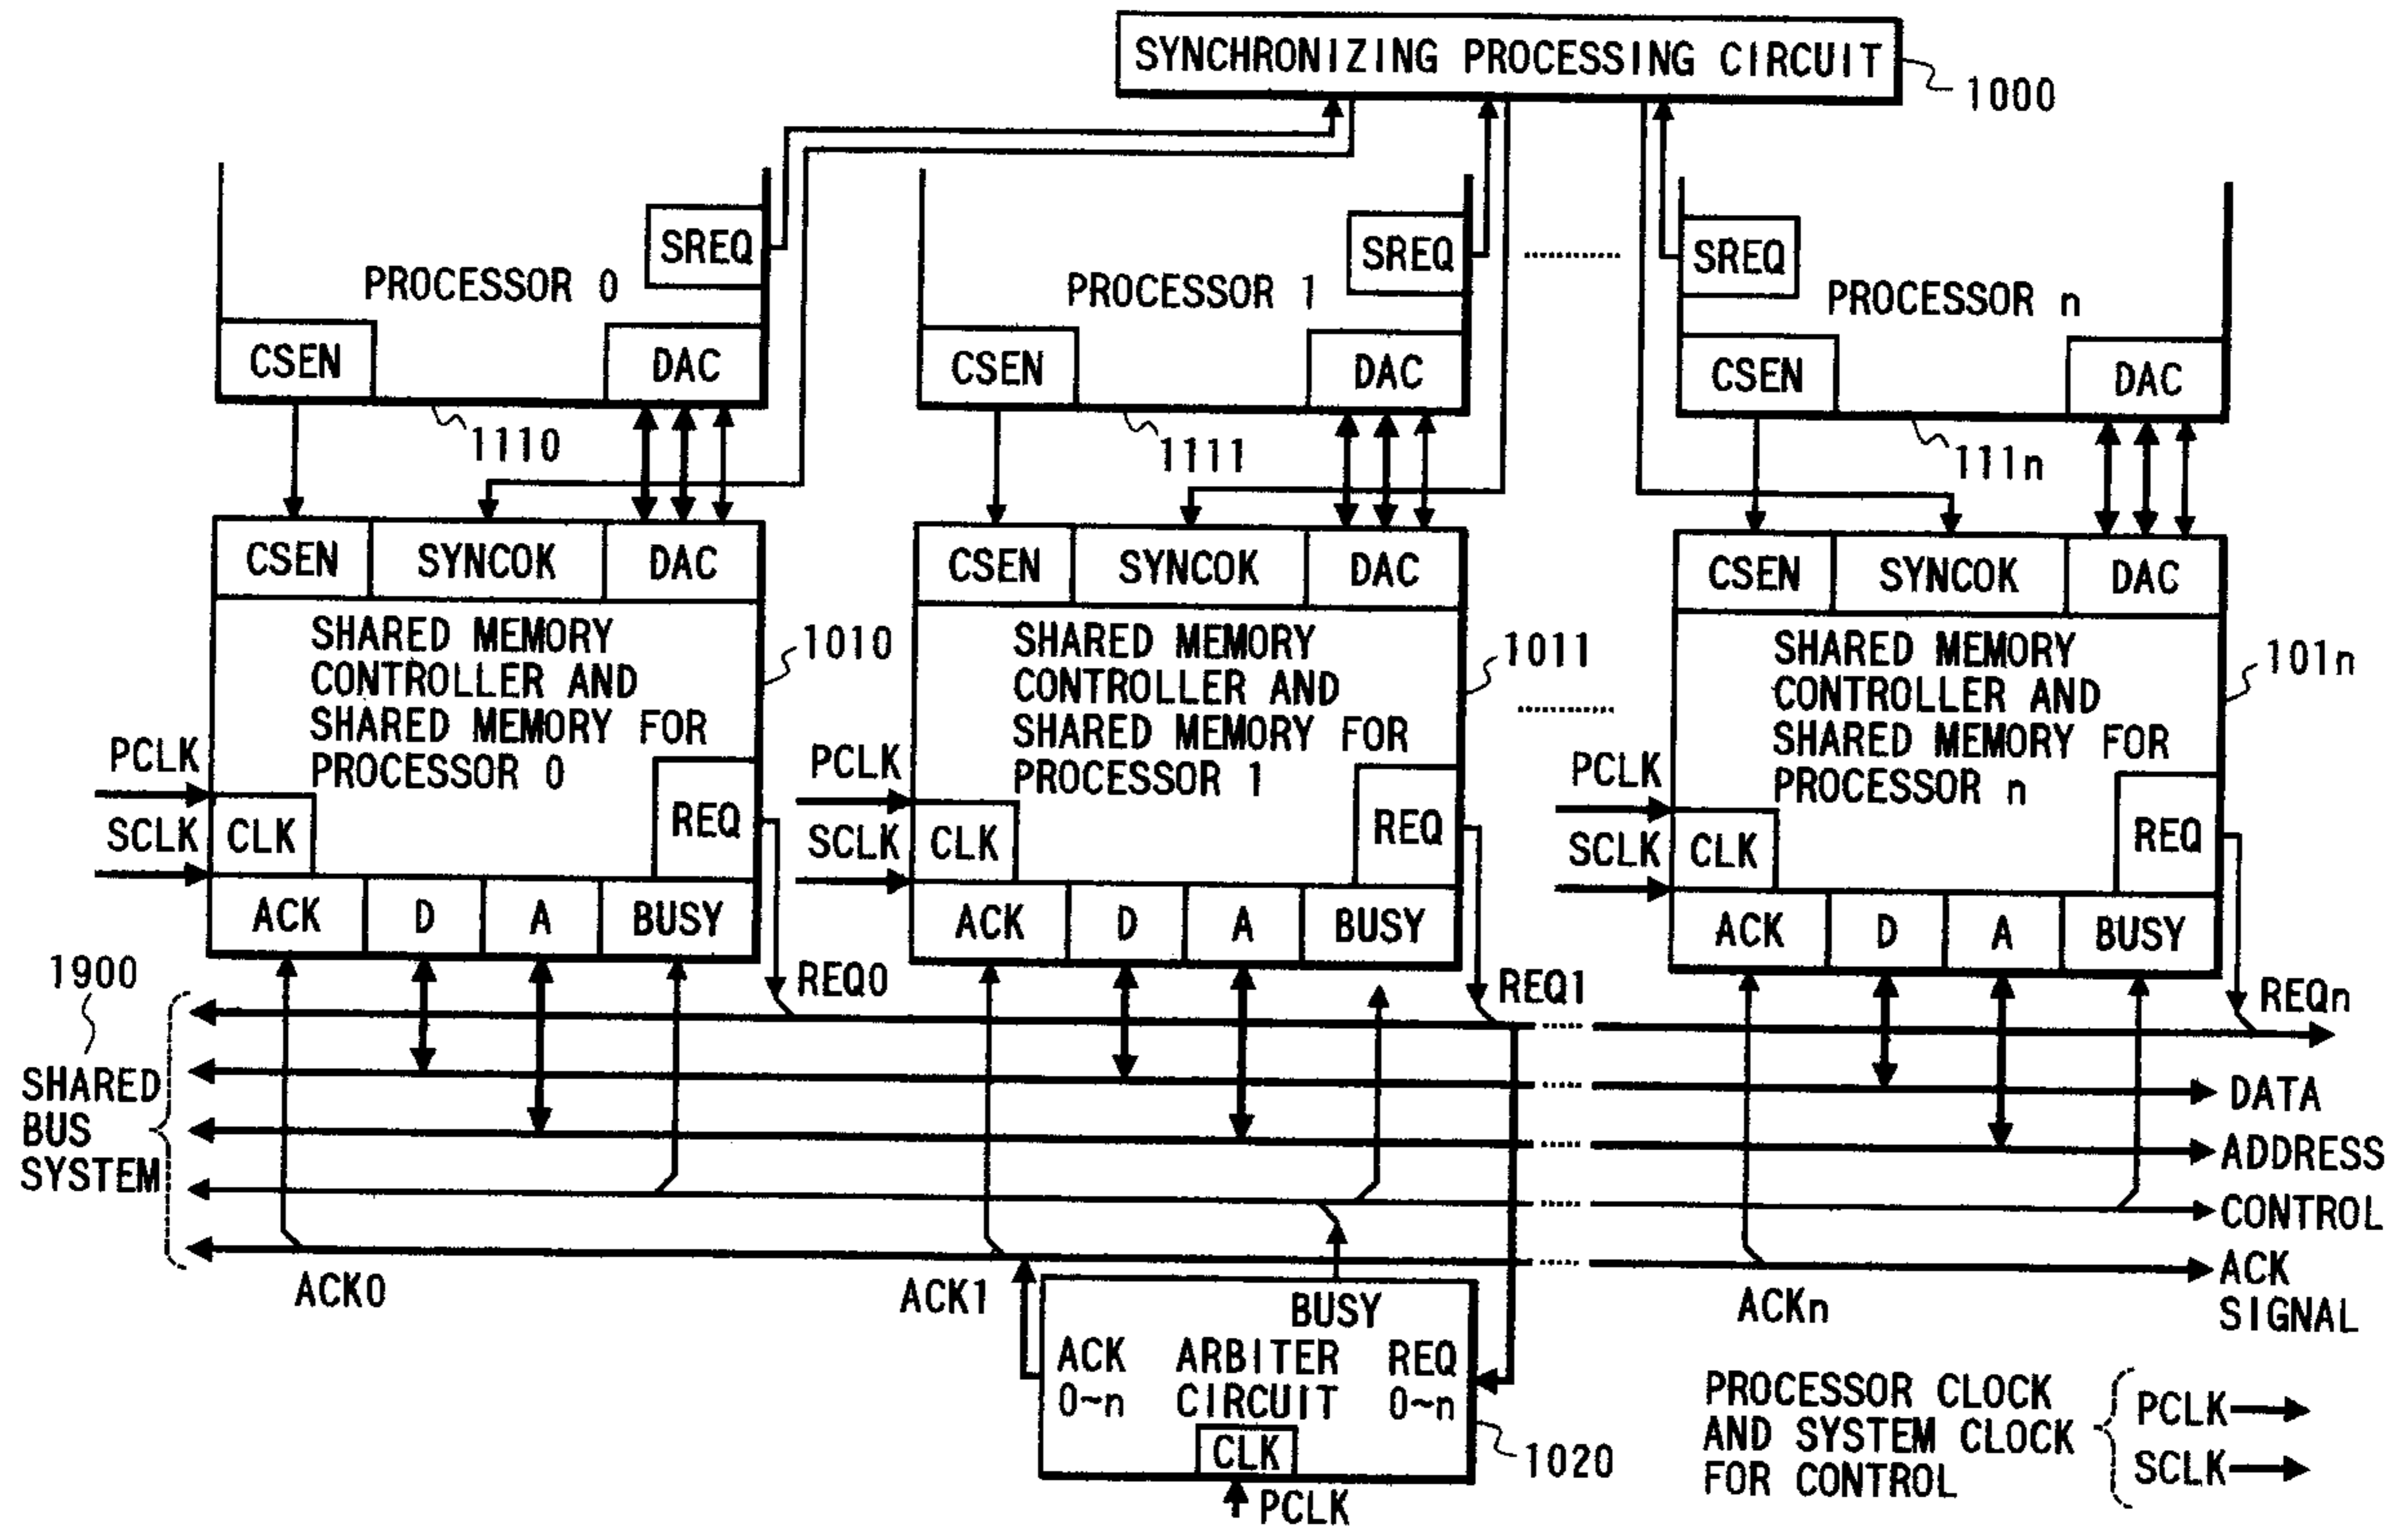 SYNCHRONIZING PROCESSING CIRCUIT
1000
SREQ
PROCESSOR 0
CSEN
DAC
1110
SREQ
PROCESSOR 1
CSEN
DAC
1111
SREQ
PROCESSOR n
CSEN
DAC
111n
CSEN
SYNCOK
DAC
SHARED MEMORY
CONTROLLER AND
SHARED MEMORY FOR
PROCESSOR 0
1010
PCLK
SCLK
CLK
REQ
ACK
D
A
BUSY
REQ0
CSEN
SYNCOK
DAC
SHARED MEMORY
CONTROLLER AND
SHARED MEMORY FOR
PROCESSOR 1
1011
PCLK
SCLK
CLK
REQ
ACK
D
A
BUSY
REQ1
CSEN
SYNCOK
DAC
SHARED MEMORY
CONTROLLER AND
SHARED MEMORY FOR
PROCESSOR n
101n
PCLK
SCLK
CLK
REQ
ACK
D
A
BUSY
REQn
1900
SHARED
BUS
SYSTEM
DATA
ADDRESS
CONTROL
ACK
SIGNAL
ACK0
ACK1
ACKn
BUSY
ACK
0~n
ARBITER
CIRCUIT
REQ
0~n
CLK
1020
PCLK
PROCESSOR CLOCK
AND SYSTEM CLOCK
FOR CONTROL
PCLK
SCLK